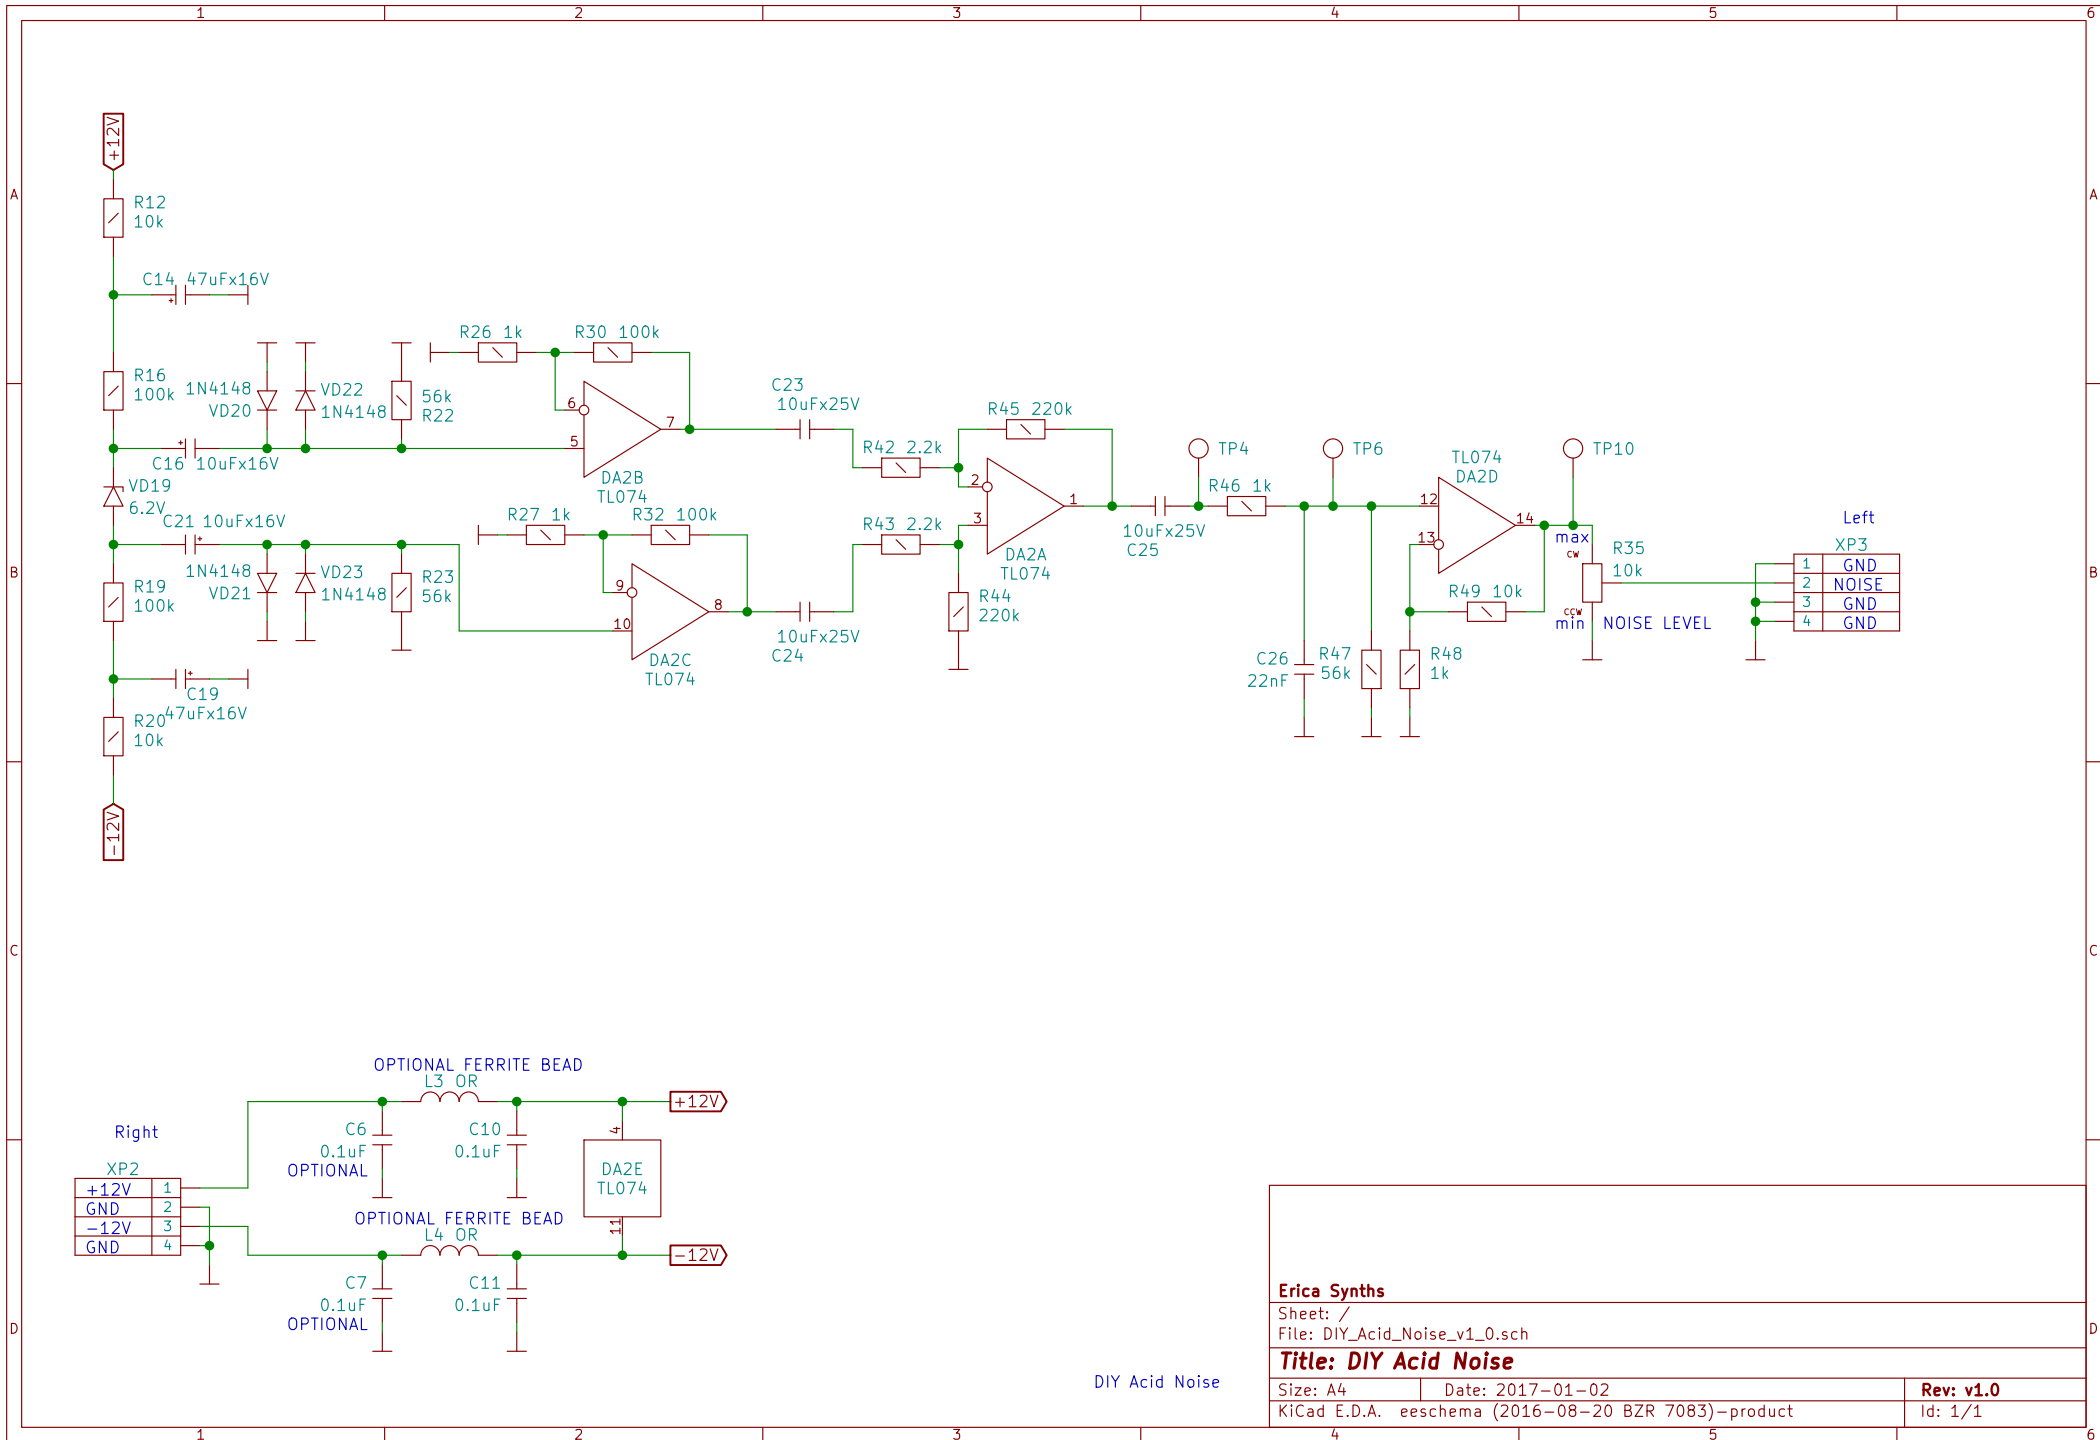 1 2 3 4 5 6
A A
B B
C C
D D
+12V
R12
10k
C14 47uFx16V
R16
100k
1N4148
VD20
VD22
1N4148
56k
R22
C16 10uFx16V
VD19
6.2V
C21 10uFx16V
1N4148
VD21
VD23
1N4148
R23
56k
R19
100k
C19
47uFx16V
R20
10k
-12V
R26 1k
R30 100k
6
5
7
DA2B
TL074
R27 1k
R32 100k
9
10
8
DA2C
TL074
C23
10uFx25V
10uFx25V
C24
R42 2.2k
R43 2.2k
R45 220k
2
3
1
DA2A
TL074
R44
220k
10uFx25V
C25
TP4
R46 1k
TP6
C26
22nF
R47
56k
R48
1k
TL074
DA2D
12
13
14
R49 10k
TP10
max
cw
R35
10k
ccw
min NOISE LEVEL
Left
XP3
1 GND
2 NOISE
3 GND
4 GND
OPTIONAL FERRITE BEAD
L3 OR
+12V
Right
C6
0.1uF
OPTIONAL
C10
0.1uF
4
DA2E
TL074
11
XP2
+12V 1
GND 2
-12V 3
GND 4
OPTIONAL FERRITE BEAD
L4 OR
-12V
C7
0.1uF
OPTIONAL
C11
0.1uF
DIY Acid Noise
Erica Synths
Sheet: /
File: DIY_Acid_Noise_v1_0.sch
Title: DIY Acid Noise
Size: A4 Date: 2017-01-02 Rev: v1.0
KiCad E.D.A. eeschema (2016-08-20 BZR 7083)-product Id: 1/1
1 2 3 4 5 6